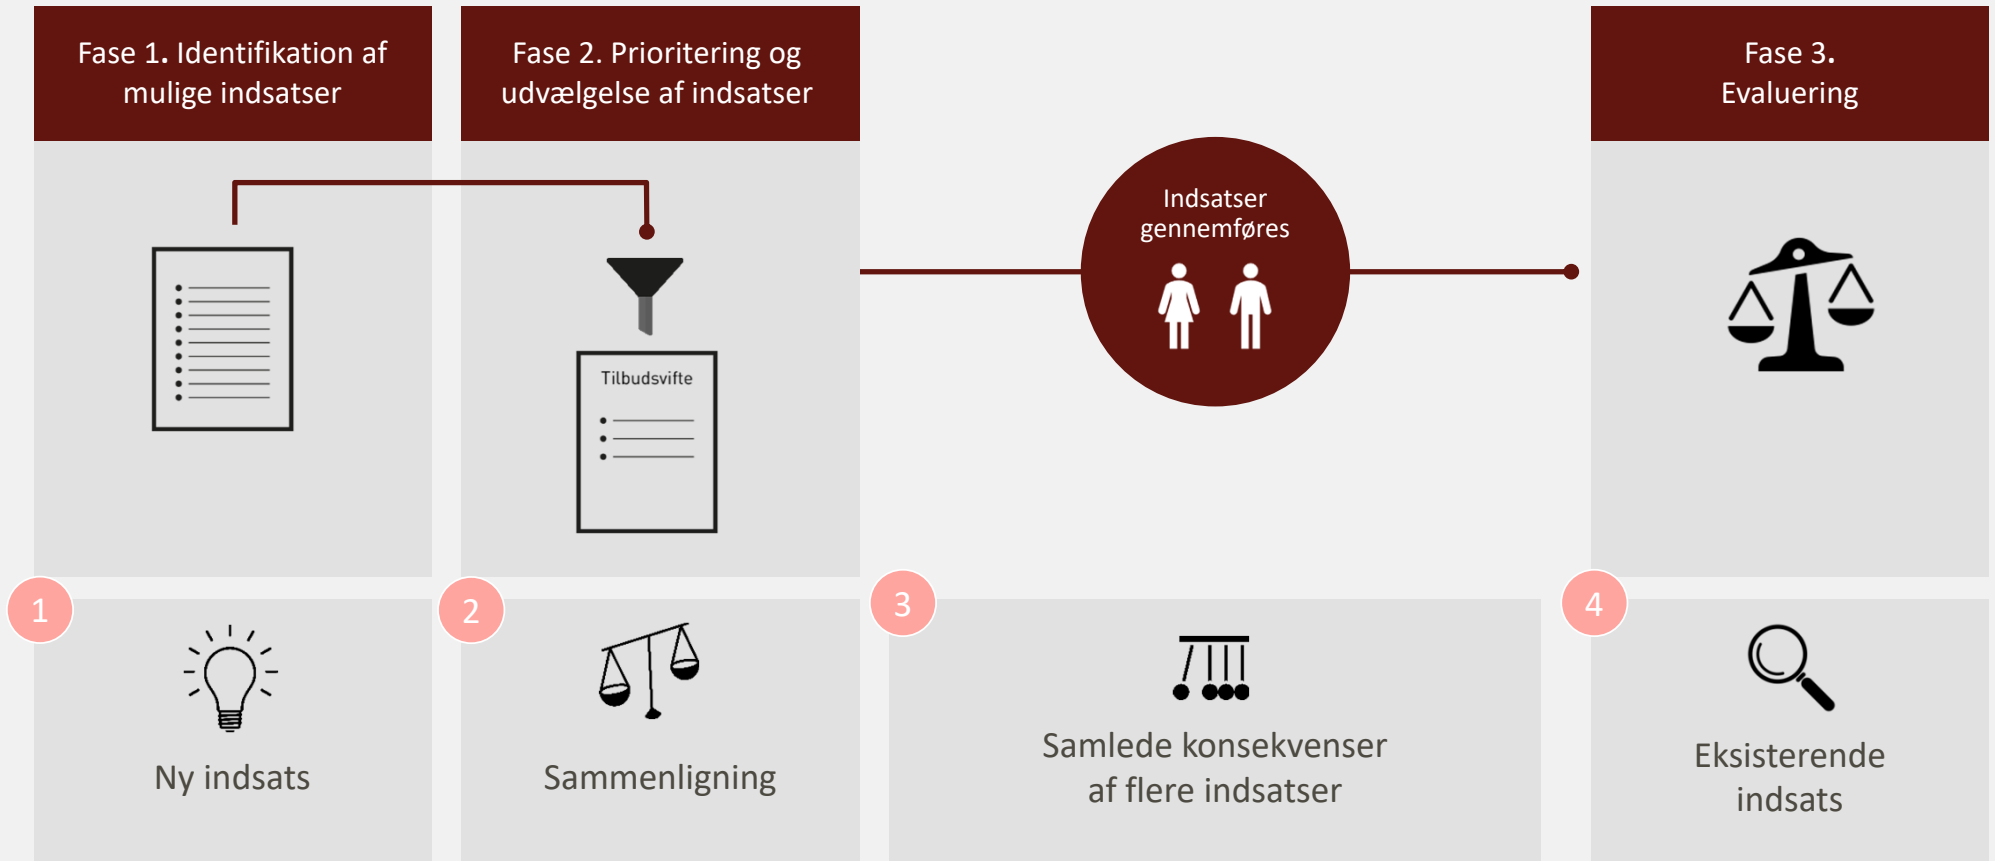 Fase 1. Identifikation af
mulige indsatser
Fase 2. Prioritering og
udvælgelse af indsatser
Fase 3.
Evaluering
Indsatser
gennemføres
Tilbudsvifte
1
Ny indsats
2
Sammenligning
3
Samlede konsekvenser
af flere indsatser
4
Eksisterende
indsats